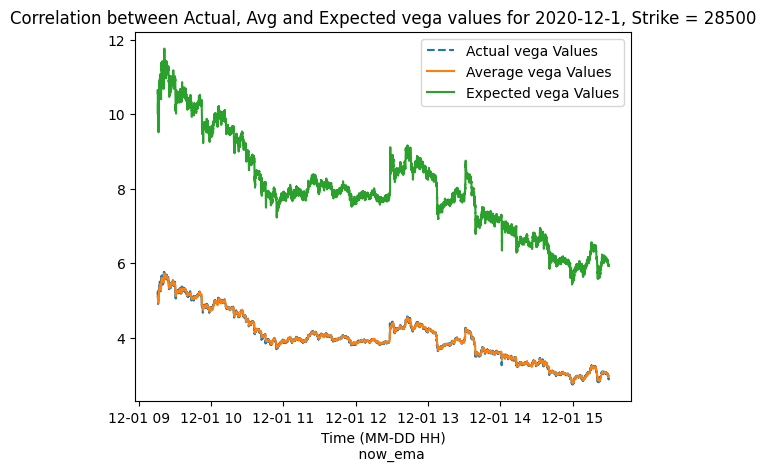 Correlation between Actual, Avg and Expected vega values for 2020-12-1, Strike = 28500
12
10
8
6
4
Actual vega Values
Average vega Values
Expected vega Values
12-01 09 12-01 10 12-01 11 12-01 12 12-01 13 12-01 14 12-01 15
Time (MM-DD HH)
now_ema